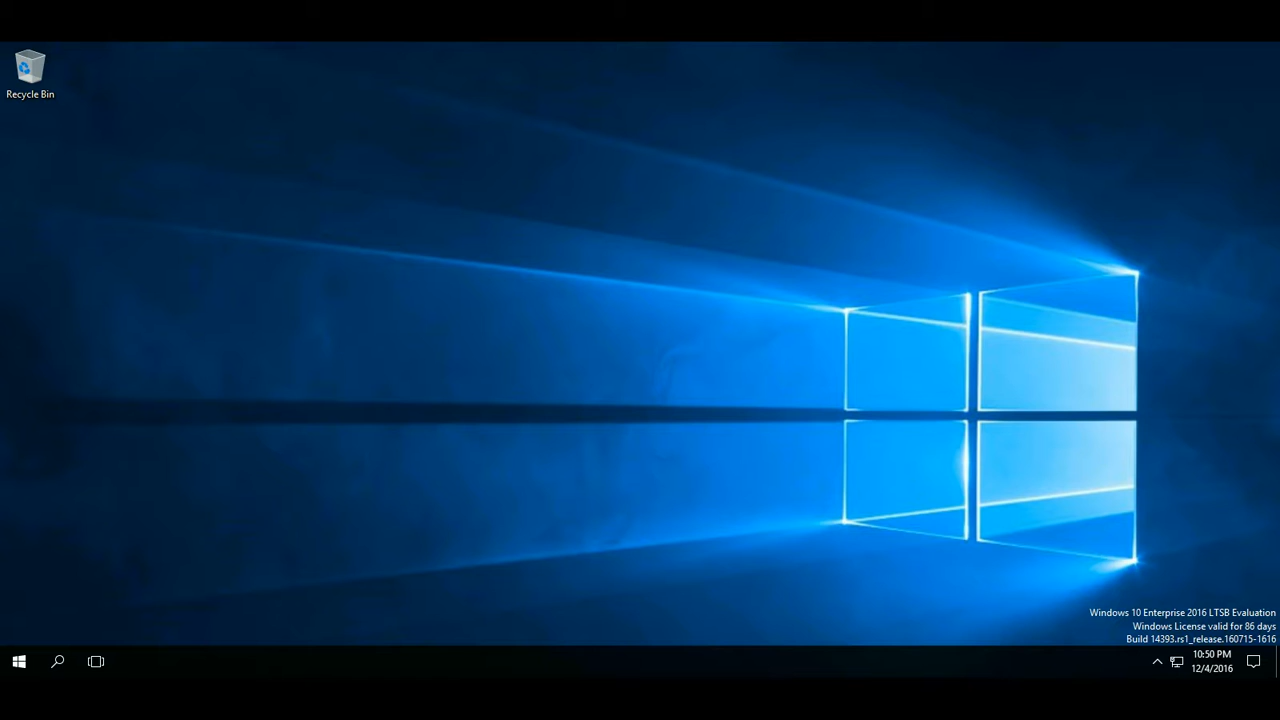 Recycle Bin
Windows 10 Enterprise 2016 LTSB Evaluation
Windows License valid for 86 days
Build 14393.rs1_release.160715-1616
10:50 PM
12/4/2016